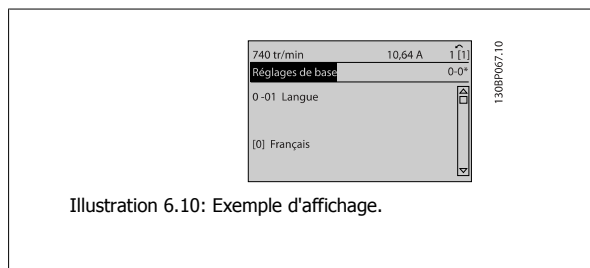 740 tr/min 10,64 A 1 [1]
Réglages de base 0-0*
0 -01 Langue
[0] Français
130BP067.10
Illustration 6.10: Exemple d'affichage.